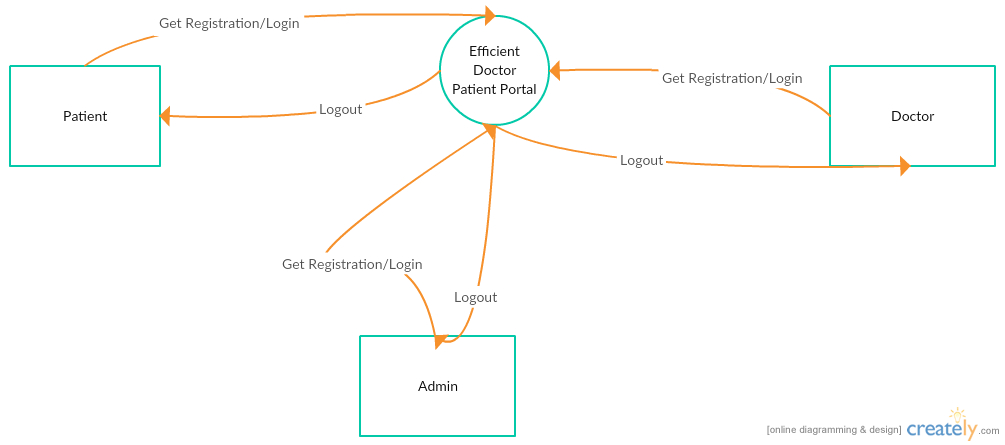 Get Registration/Login
Efficient
Doctor
Patient Portal
Get Registration/Login
Patient
Logout
Doctor
Logout
Get Registration/Login
Logout
Admin
[online diagramming & design] creately.com